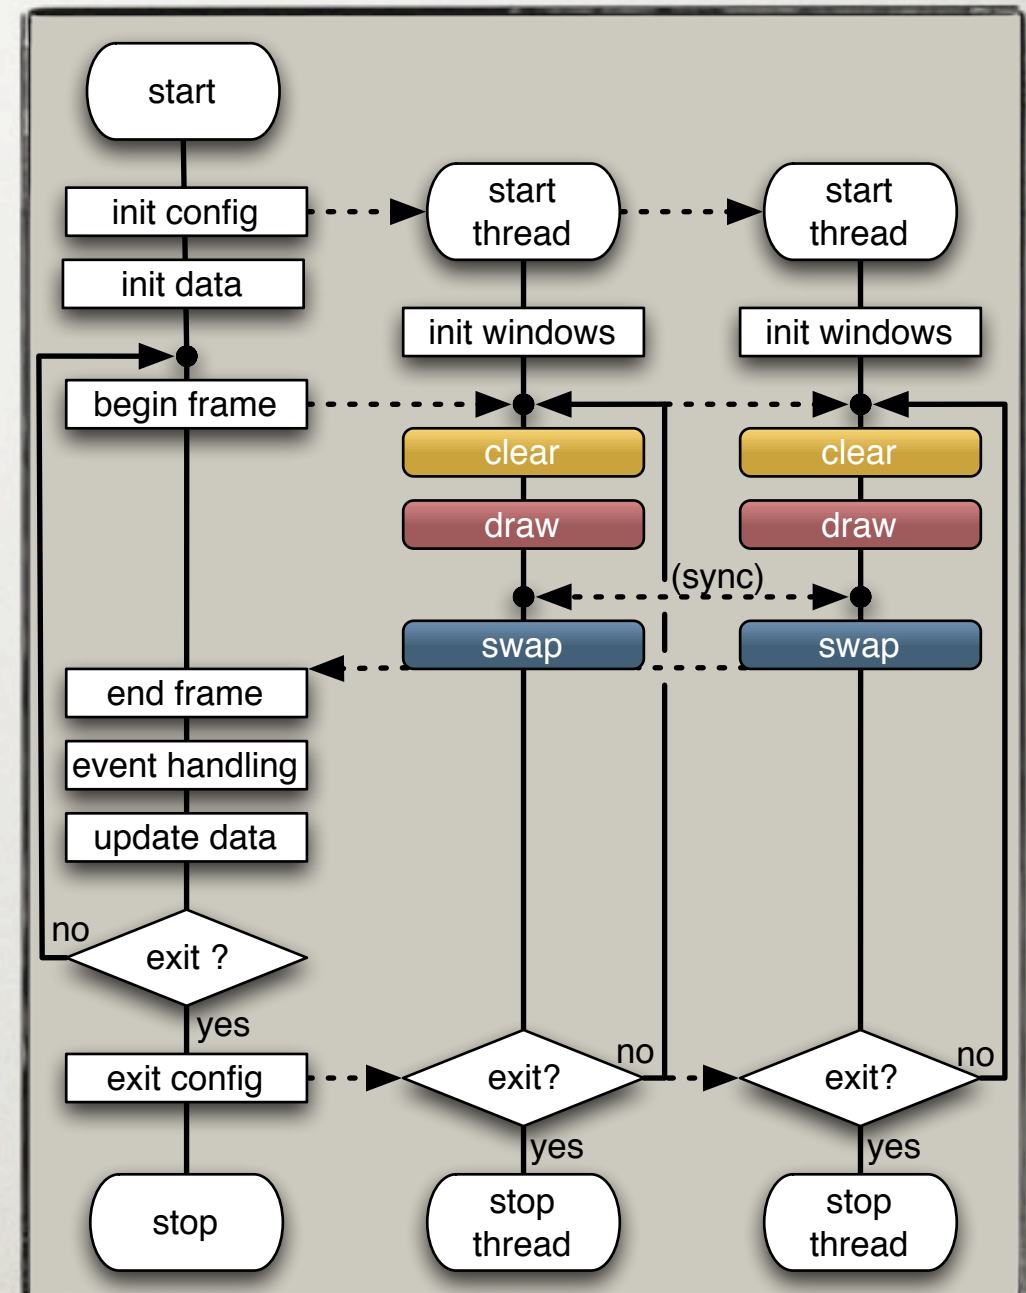 start
init config
init data
begin frame
end frame
event handling
update data
no
exit ?
yes
exit config
stop
start
thread
init windows
clear
draw
(sync)
swap
exit?
no
yes
stop
thread
start
thread
init windows
clear
draw
swap
exit?
no
yes
stop
thread